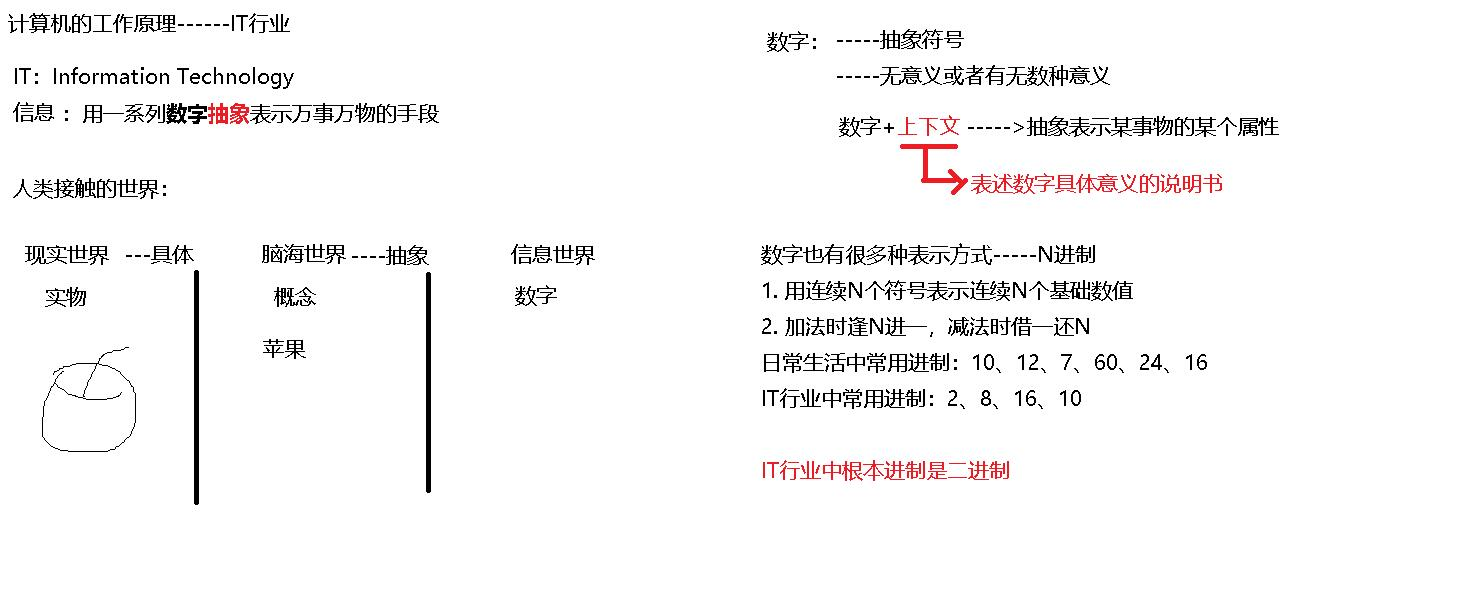 计算机的工作原理------IT行业
IT：Information Technology
信息 ：用一系列数字抽象表示万事万物的手段
人类接触的世界：
现实世界 ---具体 脑海世界 ----抽象 信息世界
实物 概念 数字
苹果
数字： -----抽象符号
-----无意义或者有无数种意义
数字+上下文 ----->抽象表示某事物的某个属性
表述数字具体意义的说明书
数字也有很多种表示方式-----N进制
1. 用连续N个符号表示连续N个基础数值
2. 加法时逢N进一，减法时借一还N
日常生活中常用进制：10、12、7、60、24、16
IT行业中常用进制：2、8、16、10
IT行业中根本进制是二进制